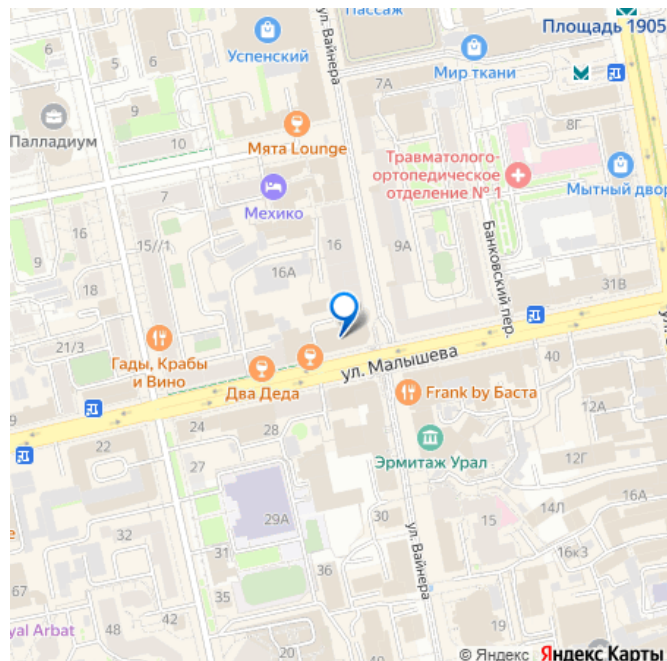 Пассаж
Площадь 1905
ул. Вайнера
Успенский
6
5
6
Мир ткани
7А
9
9
Палладиум
8Г
10
Мята Lounge
Травматолого-
ортопедическое
отделение № 1
Мытный двор
7
Мехико
Банковский пер.
9
15//1
16
9А
16А
18
31В
21/3
Гады, Крабы
и Вино
ул. Малышева
40
Два Деда
Frank by Баста
12А
24
28
22
Эрмитаж Урал
27
12Г
16А
29А
14Л
30
15
32
ул. Вайнера
16к3
31
36
67
yal Arbat
48
42
35
19
20
© Яндекс Яндекс Карты